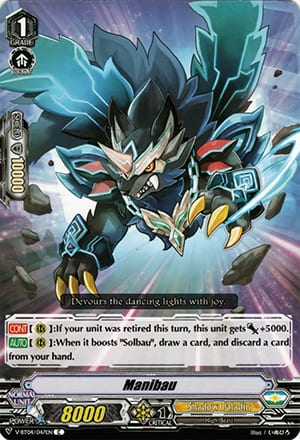 1
GRADE
Boost
10000
Devours the dancing lights with joy.
CONT [ ]:If your unit was retired this turn, this unit gets +5000.
AUTO [ ]:When it boosts "Solbau", draw a card, and discard a card
from your hand.
Manibau
NORMAL
UNIT
POWER
8000
1
CRITICAL
Shadow Paladin
High Beast
V-BT04/047EN C